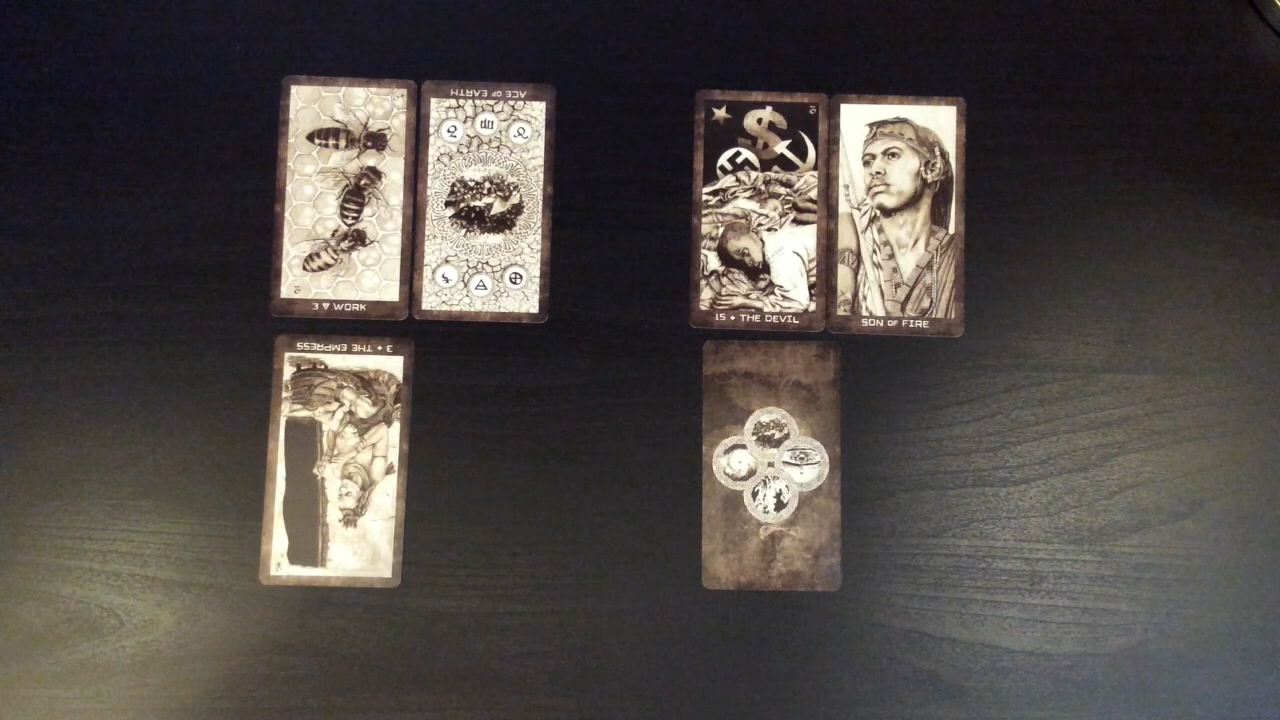 3 ▽ WORK
ACE OF EARTH
15 ◆ THE DEVIL
SON OF FIRE
3 ◆ THE EMPRESS
$